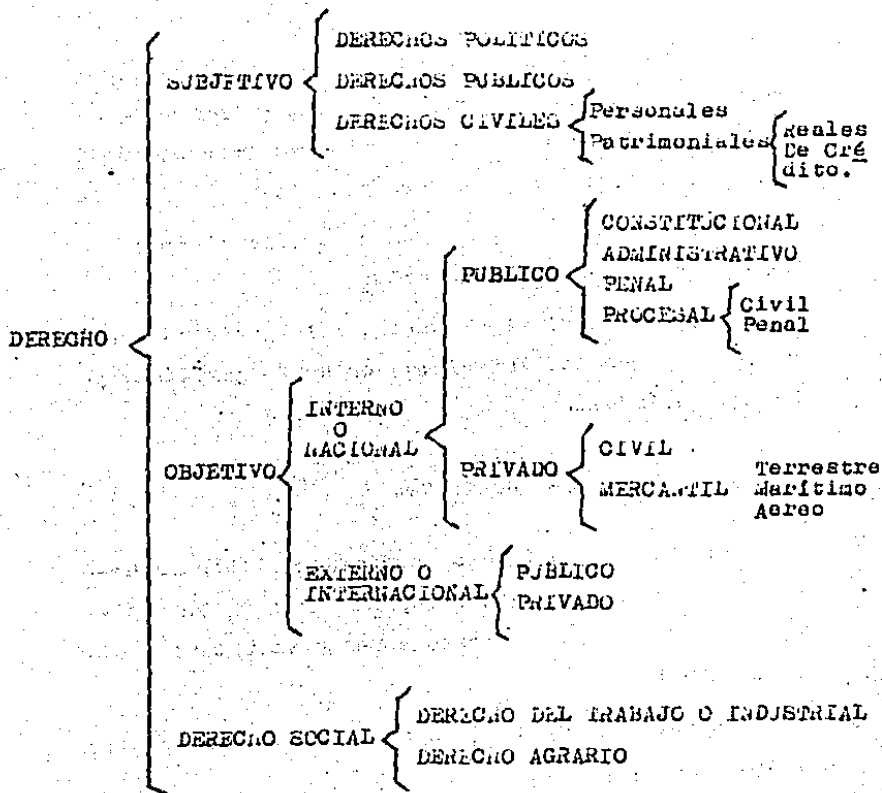 DERECHOS POLITICOS
SUBJETIVO
DERECHOS PUBLICOS
DERECHOS CIVILES
Personales
Patrimoniales
Reales
De Cré
dito.
CONSTITUCIONAL
PUBLICO
ADMINISTRATIVO
PENAL
PROCESAL
Civil
Penal
DERECHO
INTERNO
O
NACIONAL
OBJETIVO
PRIVADO
CIVIL
MERCANTIL
Terrestre
Marítimo
Aereo
EXTERNO O
INTERNACIONAL
PUBLICO
PRIVADO
DERECHO SOCIAL
DERECHO DEL TRABAJO O INDUSTRIAL
DERECHO AGRARIO